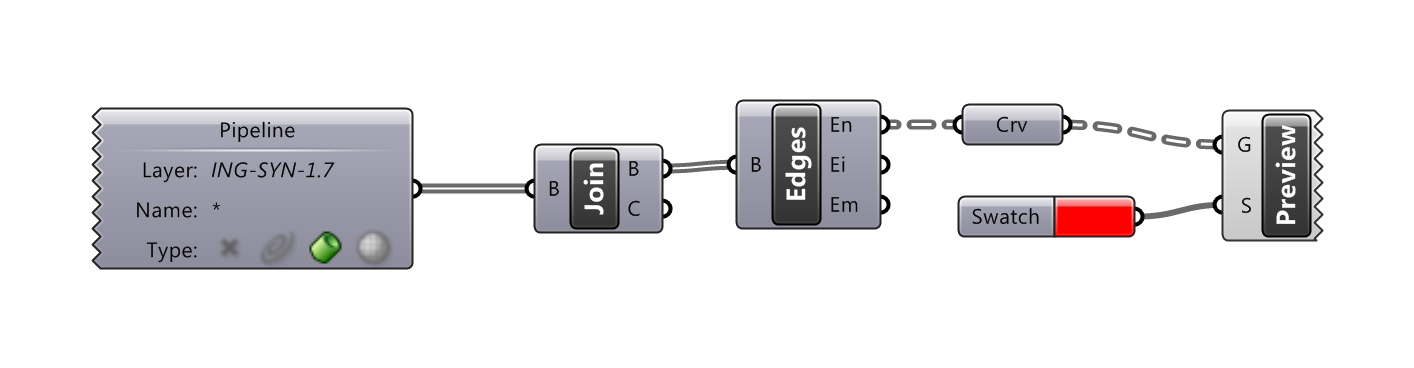 Pipeline
Layer: ING-SYN-1.7
Name: *
Type:
B Join B
C
B Edges En
Ei
Em
Crv
Swatch
G Preview
S